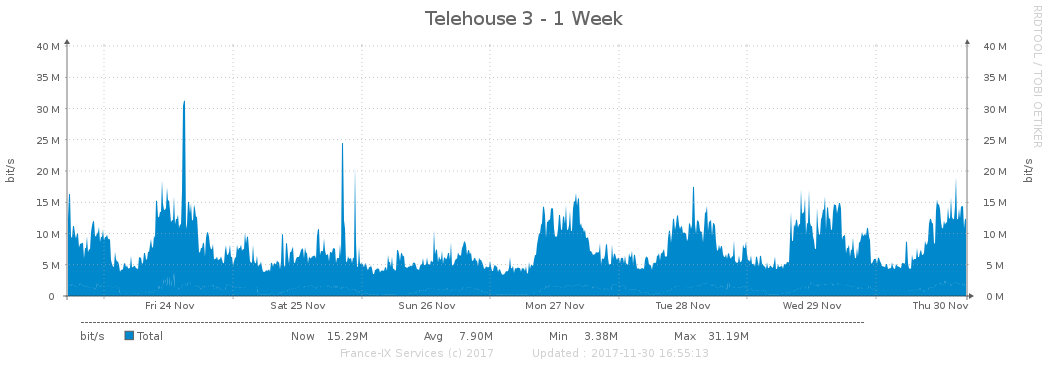 Telehouse 3 - 1 Week
RRDTOOL / TOBI OETIKER
40 M 40 M
35 M 35 M
30 M 30 M
25 M 25 M
20 M 20 M
15 M 15 M
10 M 10 M
5 M 5 M
0 0 M
bit/s bit/s
Fri 24 Nov Sat 25 Nov Sun 26 Nov Mon 27 Nov Tue 28 Nov Wed 29 Nov Thu 30 Nov
bit/s Total Now 15.29M Avg 7.90M Min 3.38M Max 31.19M
France-IX Services (c) 2017 Updated : 2017-11-30 16:55:13